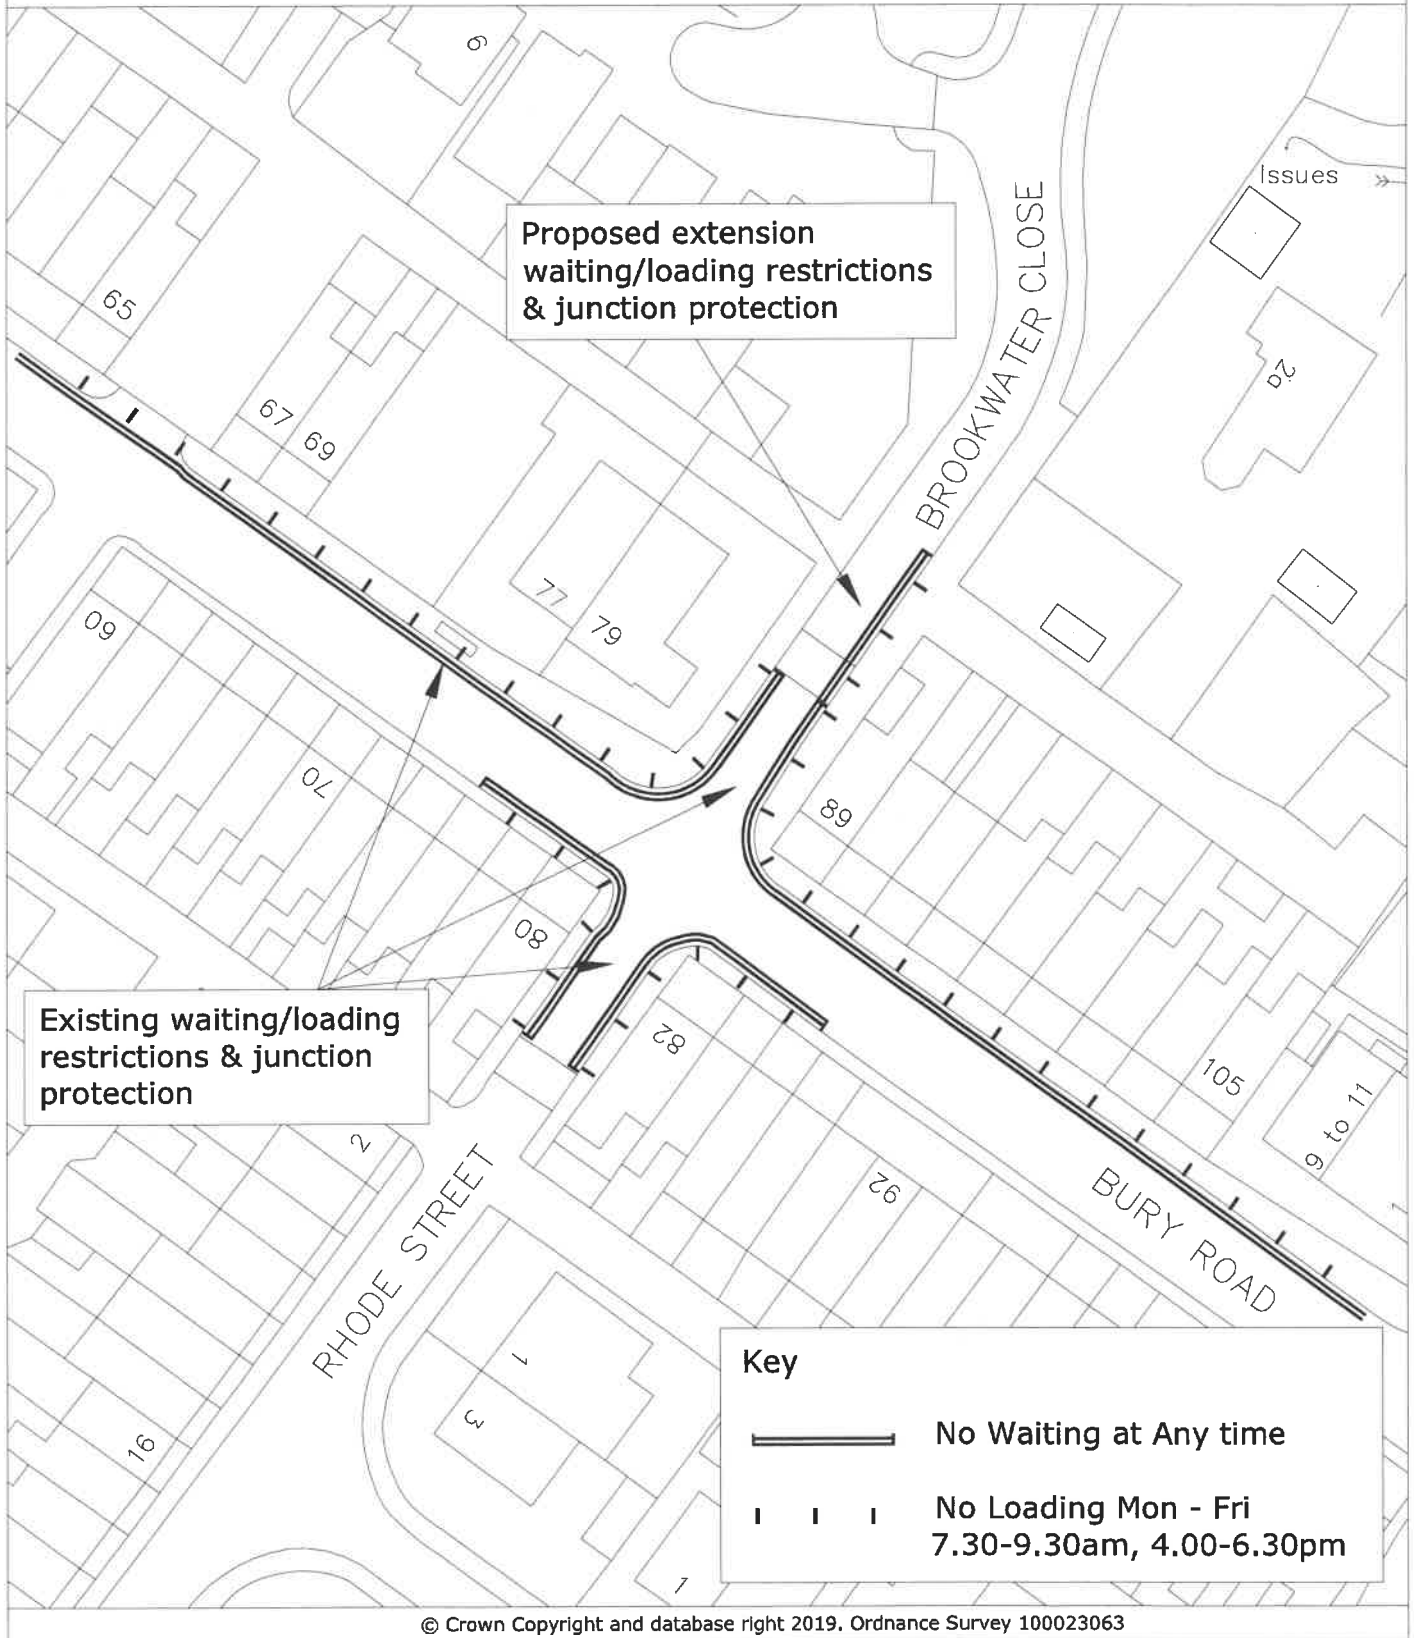 6
Issues
Proposed extension
waiting/loading restrictions
& junction protection
BROOKWATER CLOSE
65
2a
67
69
77
79
60
70
89
80
82
Existing waiting/loading
restrictions & junction
protection
105
9 to 11
2
92
BURY ROAD
RHODE STREET
1
1
3
16
Key
No Waiting at Any time
No Loading Mon - Fri
7.30-9.30am, 4.00-6.30pm
1
© Crown Copyright and database right 2019. Ordnance Survey 100023063